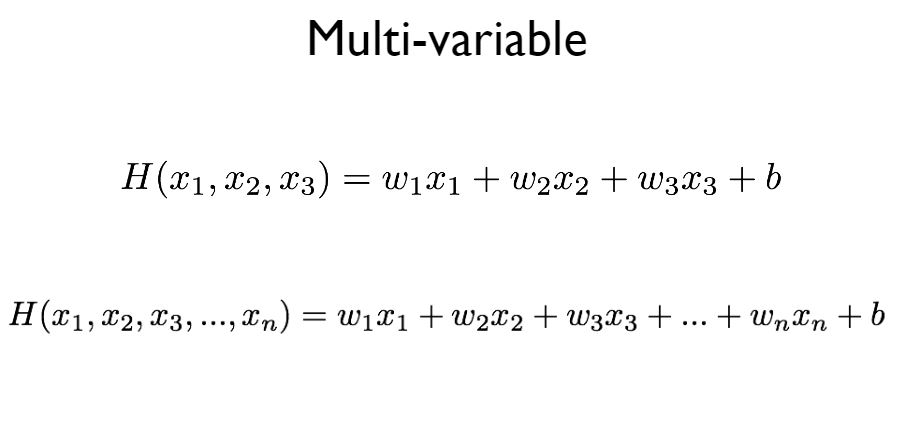 Multi-variable
H(x₁, x₂, x₃) = w₁x₁ + w₂x₂ + w₃x₃ + b
H(x₁, x₂, x₃, ..., xₙ) = w₁x₁ + w₂x₂ + w₃x₃ + ... + wₙxₙ + b